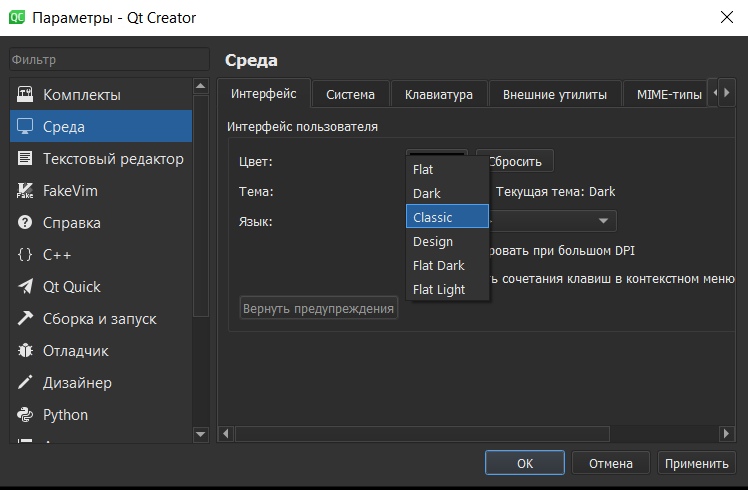 QC Параметры - Qt Creator
Фильтр
Комплекты
Среда
Текстовый редактор
Fake FakeVim
Справка
C++
Qt Quick
Сборка и запуск
Отладчик
Дизайнер
Python
Среда
Интерфейс Система Клавиатура Внешние утилиты MIME-типы
Интерфейс пользователя
Цвет: Сбросить
Тема: Текущая тема: Dark
Язык:
Flat
Dark
Classic
Design
Flat Dark
Flat Light
ровать при большом DPI
ть сочетания клавиш в контекстном меню
Вернуть предупреждения
OK Отмена Применить